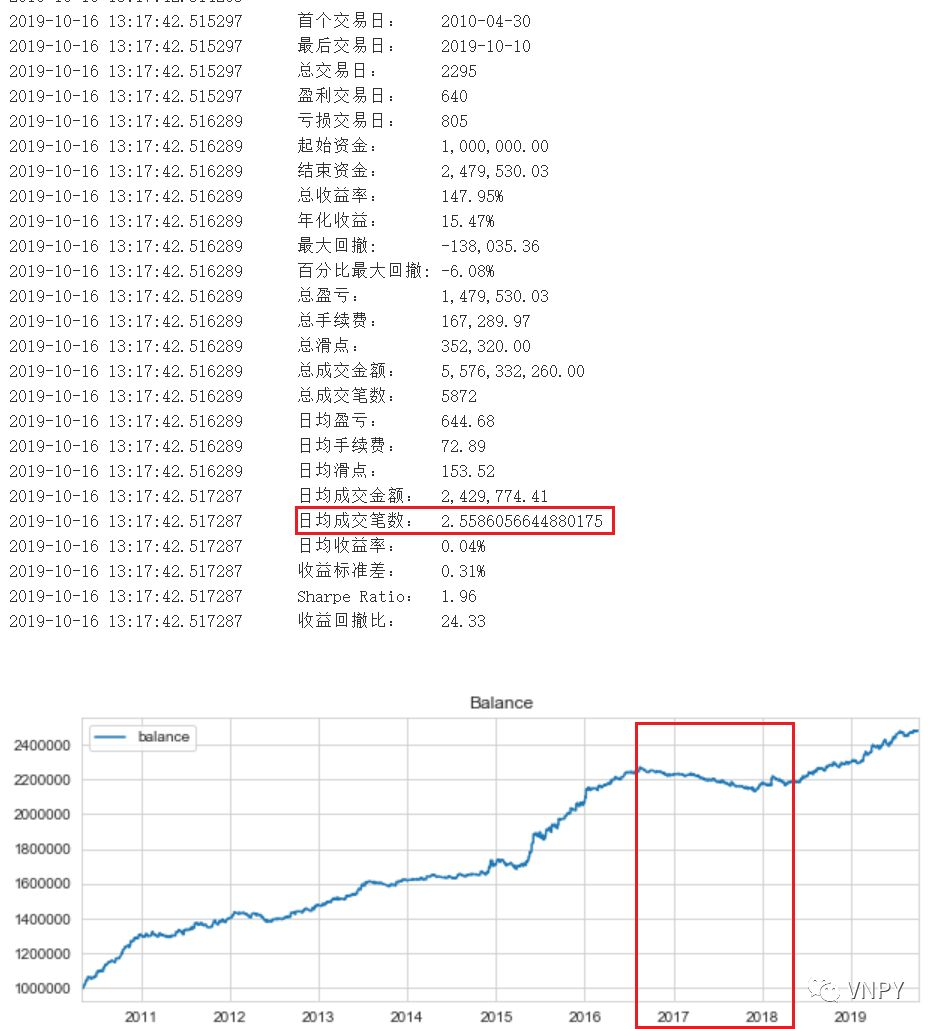 2019-10-16 13:17:42.515297 首个交易日： 2010-04-30
2019-10-16 13:17:42.515297 最后交易日： 2019-10-10
2019-10-16 13:17:42.515297 总交易日： 2295
2019-10-16 13:17:42.515297 盈利交易日： 640
2019-10-16 13:17:42.516289 亏损交易日： 805
2019-10-16 13:17:42.516289 起始资金： 1,000,000.00
2019-10-16 13:17:42.516289 结束资金： 2,479,530.03
2019-10-16 13:17:42.516289 总收益率： 147.95%
2019-10-16 13:17:42.516289 年化收益： 15.47%
2019-10-16 13:17:42.516289 最大回撤: -138,035.36
2019-10-16 13:17:42.516289 百分比最大回撤: -6.08%
2019-10-16 13:17:42.516289 总盈亏： 1,479,530.03
2019-10-16 13:17:42.516289 总手续费： 167,289.97
2019-10-16 13:17:42.516289 总滑点： 352,320.00
2019-10-16 13:17:42.516289 总成交金额： 5,576,332,260.00
2019-10-16 13:17:42.516289 总成交笔数： 5872
2019-10-16 13:17:42.516289 日均盈亏： 644.68
2019-10-16 13:17:42.516289 日均手续费： 72.89
2019-10-16 13:17:42.516289 日均滑点： 153.52
2019-10-16 13:17:42.517287 日均成交金额： 2,429,774.41
2019-10-16 13:17:42.517287 日均成交笔数： 2.5586056644880175
2019-10-16 13:17:42.517287 日均收益率： 0.04%
2019-10-16 13:17:42.517287 收益标准差： 0.31%
2019-10-16 13:17:42.517287 Sharpe Ratio： 1.96
2019-10-16 13:17:42.517287 收益回撤比： 24.33
Balance
balance
2400000
2200000
2000000
1800000
1600000
1400000
1200000
1000000
2011 2012 2013 2014 2015 2016 2017 2018 2019
VNPY